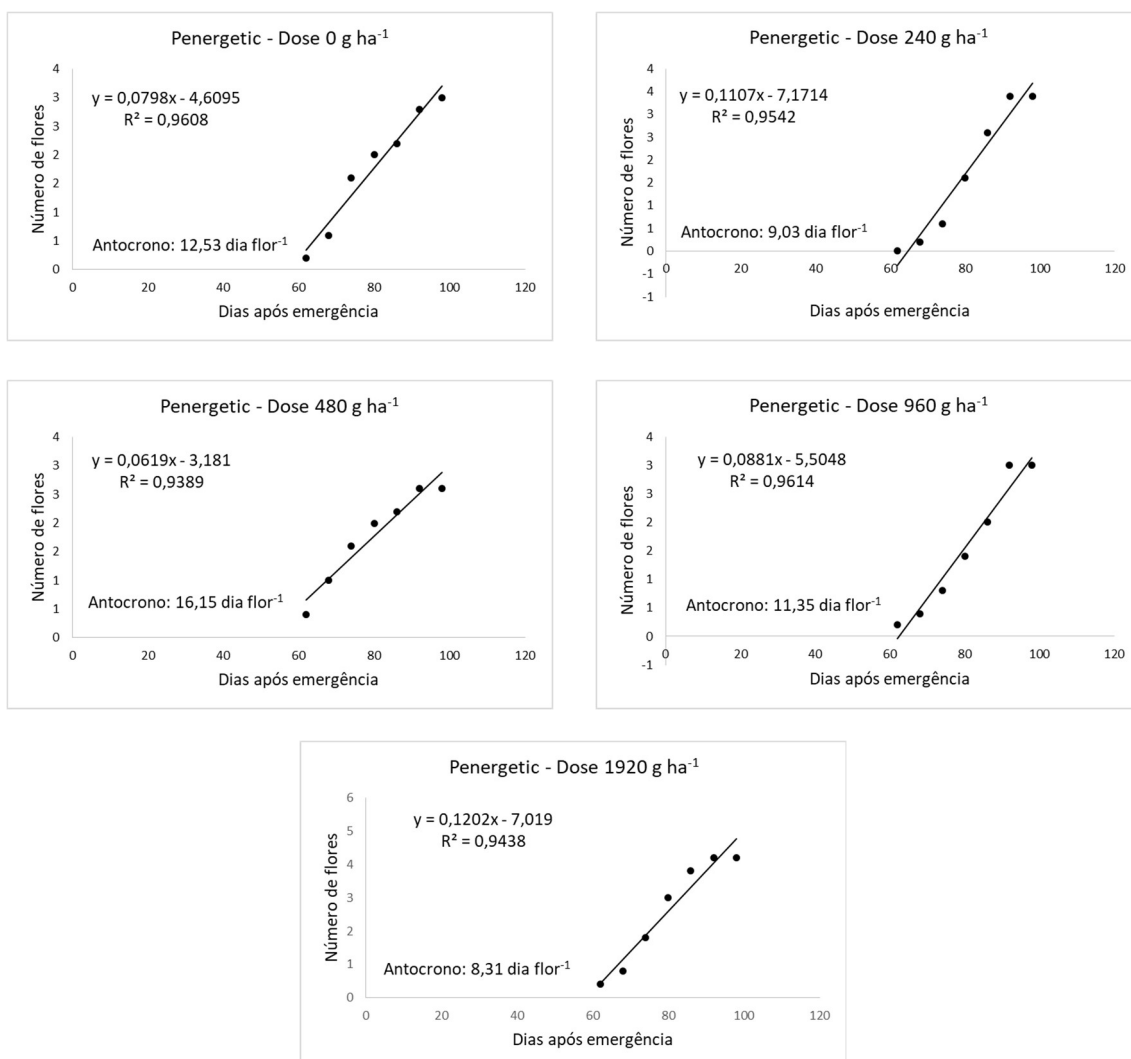 Penergetic - Dose 0 g ha⁻¹
y = 0,0798x - 4,6095
R² = 0,9608
Antocrono: 12,53 dia flor⁻¹
Número de flores
4
3
3
2
2
1
1
0
0 20 40 60 80 100 120
Dias após emergência
Penergetic - Dose 240 g ha⁻¹
y = 0,1107x - 7,1714
R² = 0,9542
Antocrono: 9,03 dia flor⁻¹
Número de flores
4
4
3
3
2
2
1
1
0
-1
-1
0 20 40 60 80 100 120
Dias após emergência
Penergetic - Dose 480 g ha⁻¹
y = 0,0619x - 3,181
R² = 0,9389
Antocrono: 16,15 dia flor⁻¹
Número de flores
4
3
3
2
2
1
1
0
0 20 40 60 80 100 120
Dias após emergência
Penergetic - Dose 960 g ha⁻¹
y = 0,0881x - 5,5048
R² = 0,9614
Antocrono: 11,35 dia flor⁻¹
Número de flores
4
3
3
2
2
1
1
0
-1
0 20 40 60 80 100 120
Dias após emergência
Penergetic - Dose 1920 g ha⁻¹
y = 0,1202x - 7,019
R² = 0,9438
Antocrono: 8,31 dia flor⁻¹
Número de flores
6
5
4
3
2
1
0
0 20 40 60 80 100 120
Dias após emergência